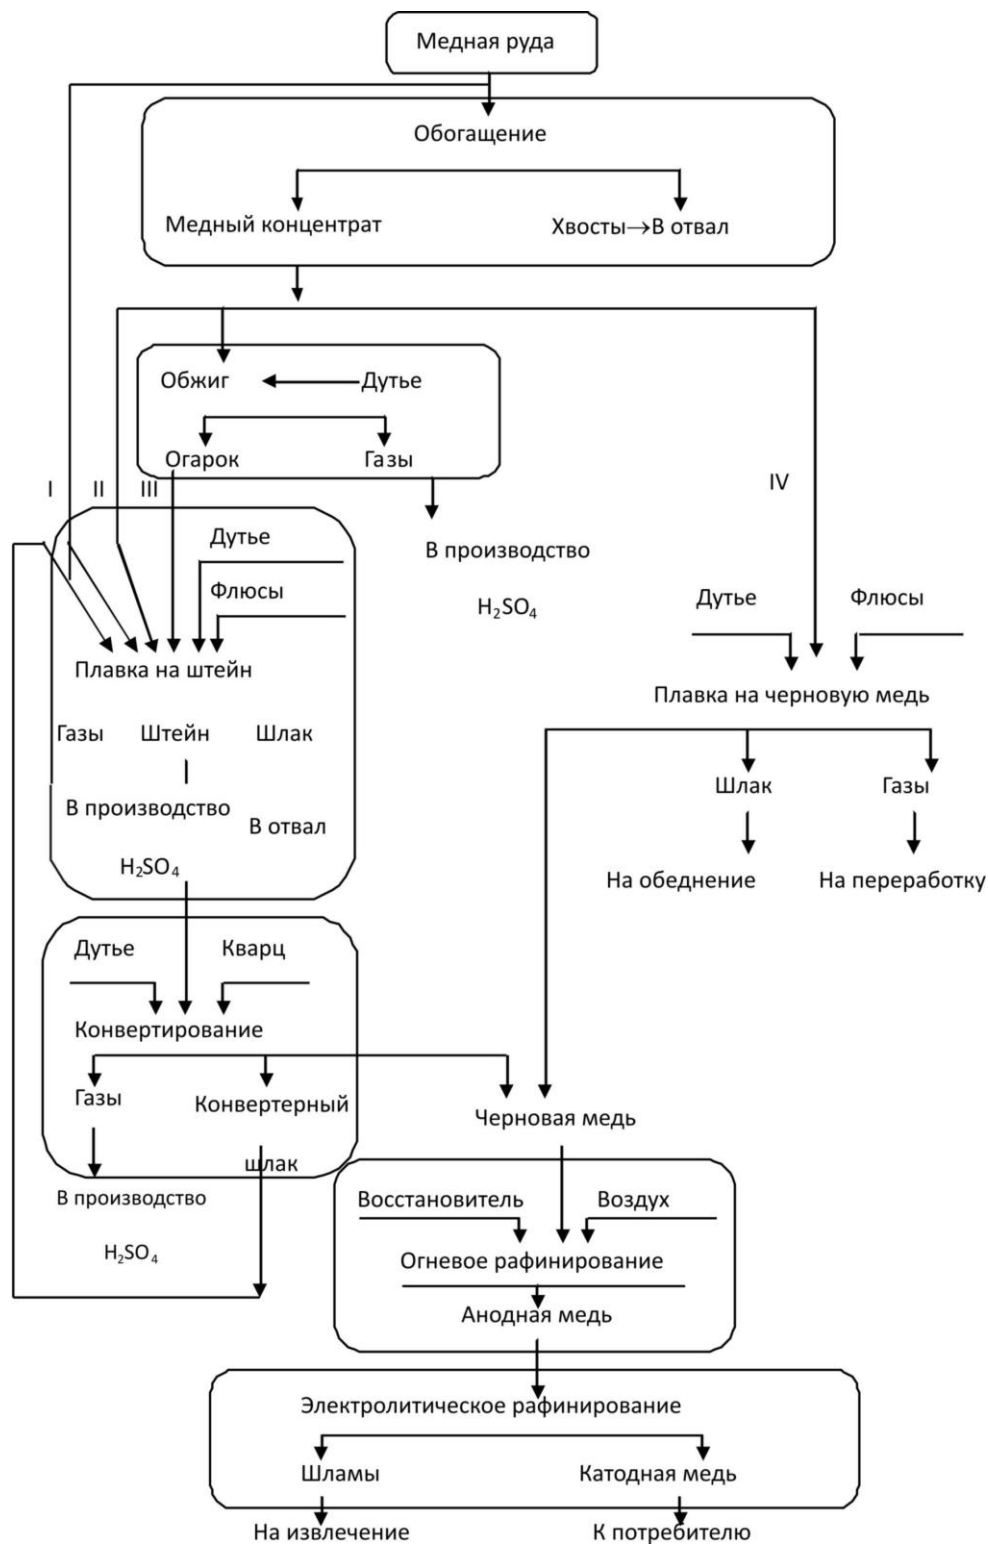 Медная руда
Обогащение
Медный концентрат
Хвосты→В отвал
Обжиг
Дутье
Огарок
Газы
I
II
III
IV
Дутье
В производство
Флюсы
H₂SO₄
Дутье
Флюсы
Плавка на штейн
Плавка на черновую медь
Газы
Штейн
Шлак
Шлак
Газы
В производство
В отвал
H₂SO₄
На обеднение
На переработку
Дутье
Кварц
Конвертирование
Газы
Конвертерный
Черновая медь
шлак
В производство
Восстановитель
Воздух
H₂SO₄
Огневое рафинирование
Анодная медь
Электролитическое рафинирование
Шламы
Катодная медь
На извлечение
К потребителю